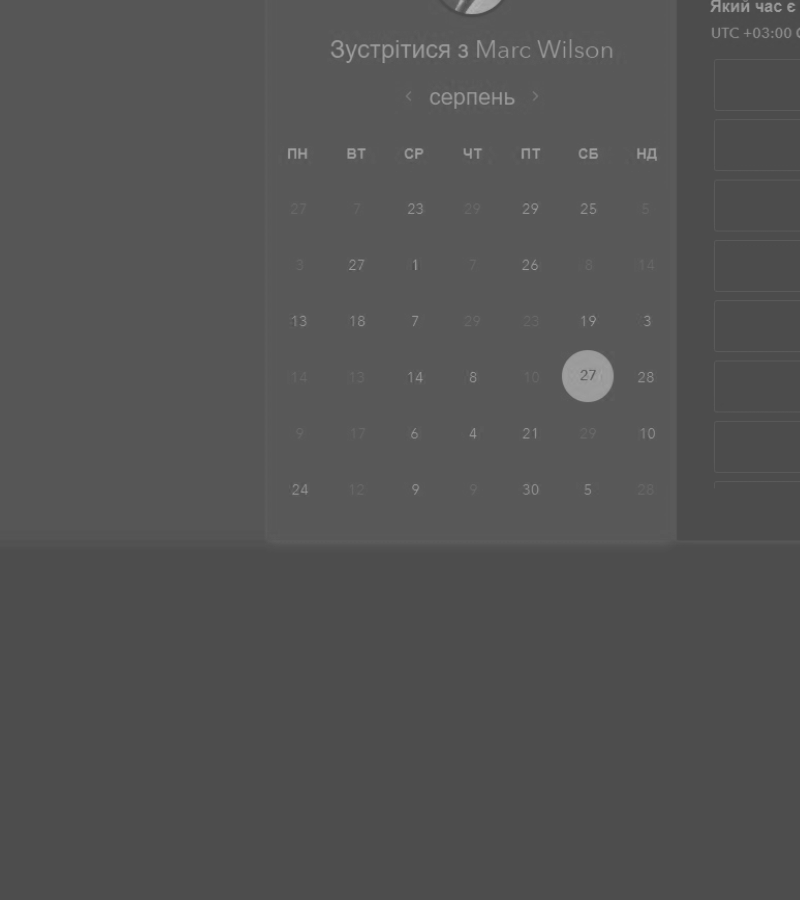 Який час є
UTC +03:00
Зустрітися з Marc Wilson
серпень
ПН ВТ СР ЧТ ПТ СБ НД
27 7 23 29 29 25 5
3 27 1 7 26 8 14
13 18 7 29 23 19 3
14 13 14 8 10 27 28
9 17 6 4 21 29 10
24 12 9 9 30 5 28